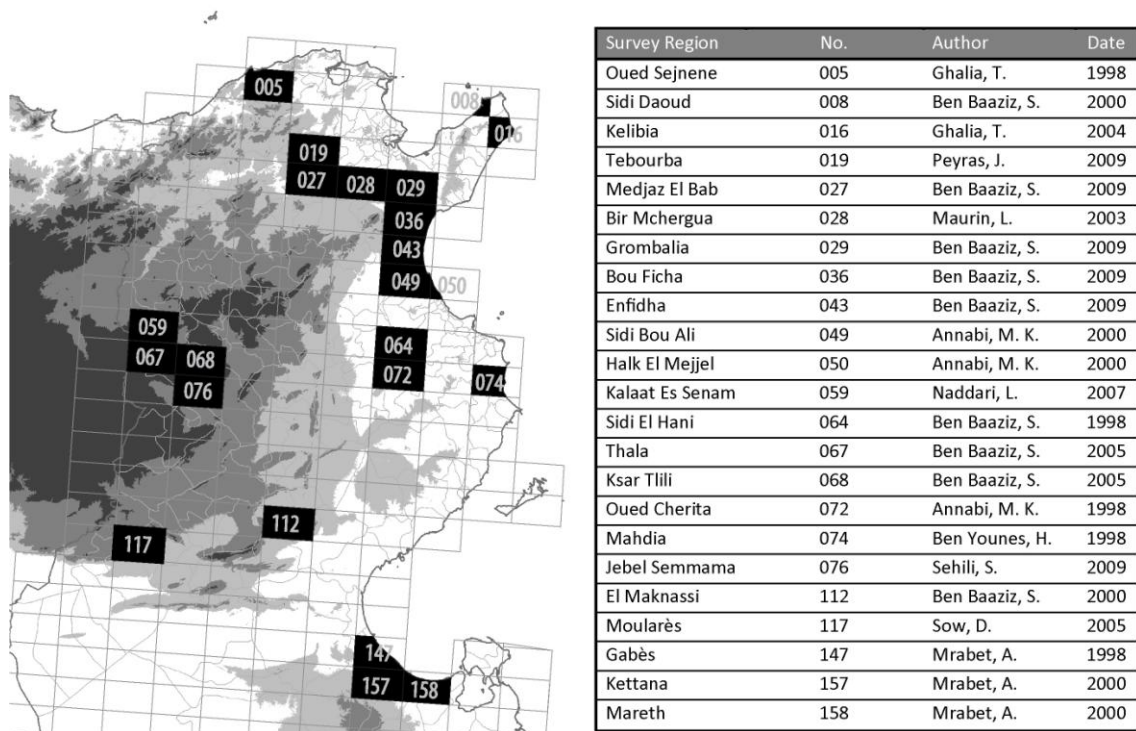 005
008
016
019
027 028 029
036
043
049 050
059
067 068
076
064
072
074
112
117
147
157 158
Survey Region No. Author Date
Oued Sejnene 005 Ghalia, T. 1998
Sidi Daoud 008 Ben Baaziz, S. 2000
Kelibia 016 Ghalia, T. 2004
Tebourba 019 Peyras, J. 2009
Medjaz El Bab 027 Ben Baaziz, S. 2009
Bir Mchergua 028 Maurin, L. 2003
Grombalia 029 Ben Baaziz, S. 2009
Bou Ficha 036 Ben Baaziz, S. 2009
Enfidha 043 Ben Baaziz, S. 2009
Sidi Bou Ali 049 Annabi, M. K. 2000
Halk El Mejjel 050 Annabi, M. K. 2000
Kalaat Es Senam 059 Naddari, L. 2007
Sidi El Hani 064 Ben Baaziz, S. 1998
Thala 067 Ben Baaziz, S. 2005
Ksar Tlili 068 Ben Baaziz, S. 2005
Oued Cherita 072 Annabi, M. K. 1998
Mahdia 074 Ben Younes, H. 1998
Jebel Semmama 076 Sehili, S. 2009
El Maknassi 112 Ben Baaziz, S. 2000
Moularès 117 Sow, D. 2005
Gabès 147 Mrabet, A. 1998
Kettana 157 Mrabet, A. 2000
Mareth 158 Mrabet, A. 2000